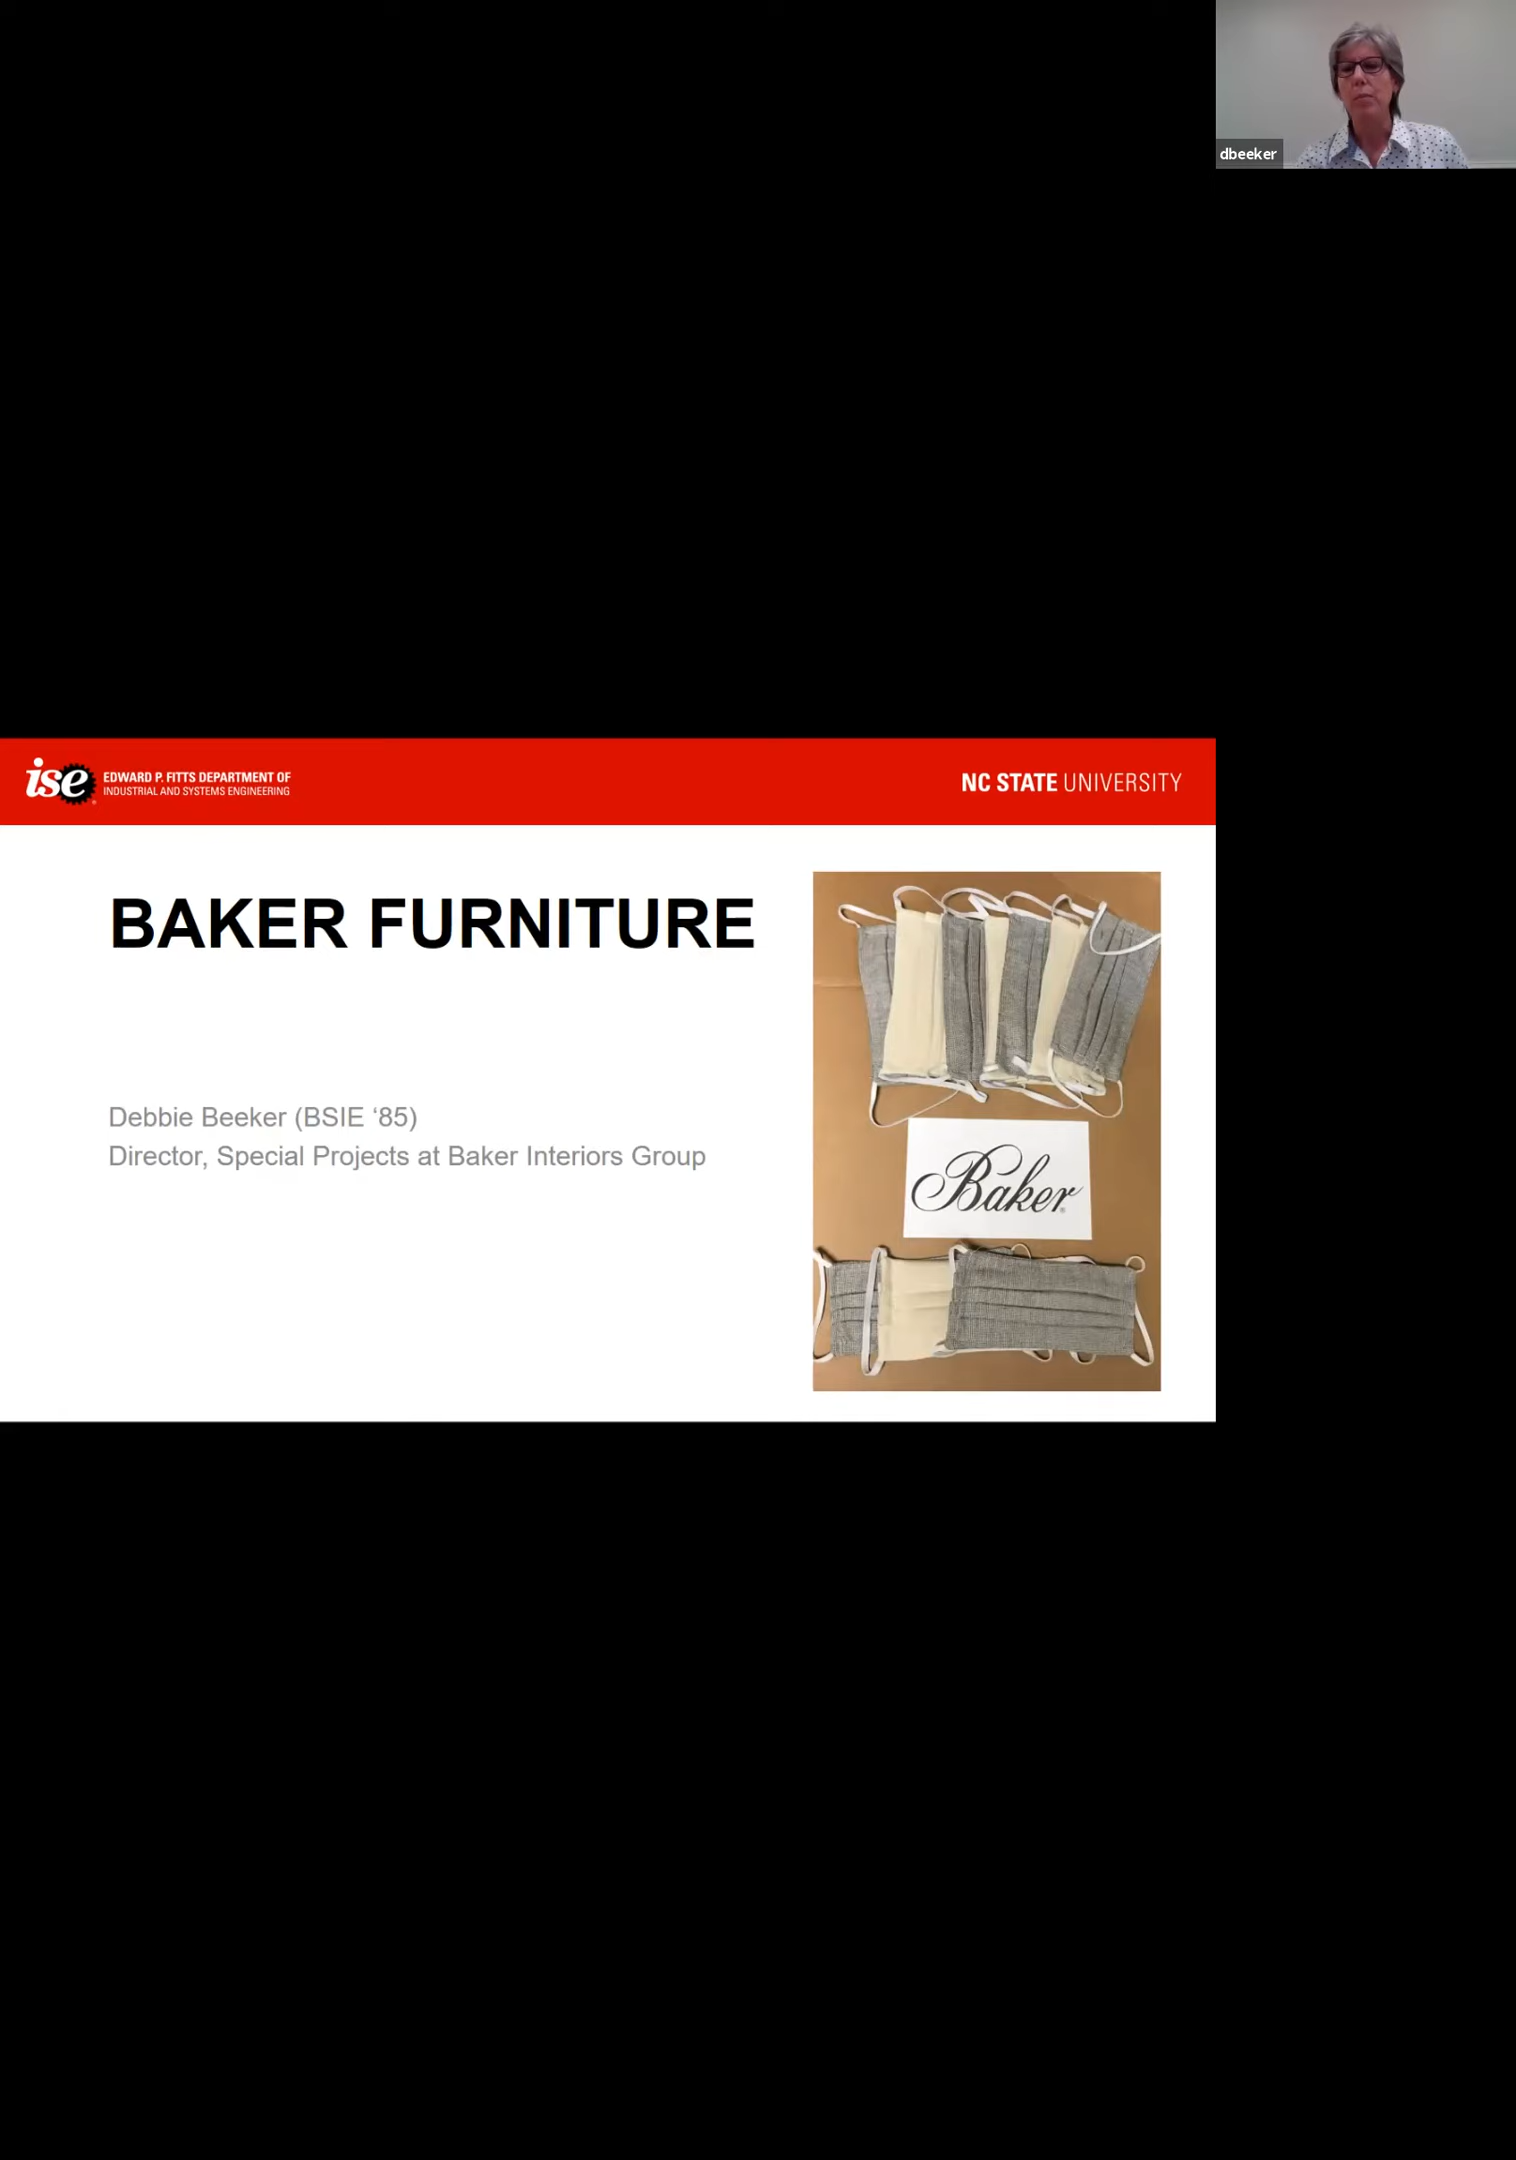 dbeeker
ise
EDWARD P. FITTS DEPARTMENT OF
INDUSTRIAL AND SYSTEMS ENGINEERING
NC STATE UNIVERSITY
BAKER FURNITURE
Debbie Beeker (BSIE ‘85)
Director, Special Projects at Baker Interiors Group
Baker®